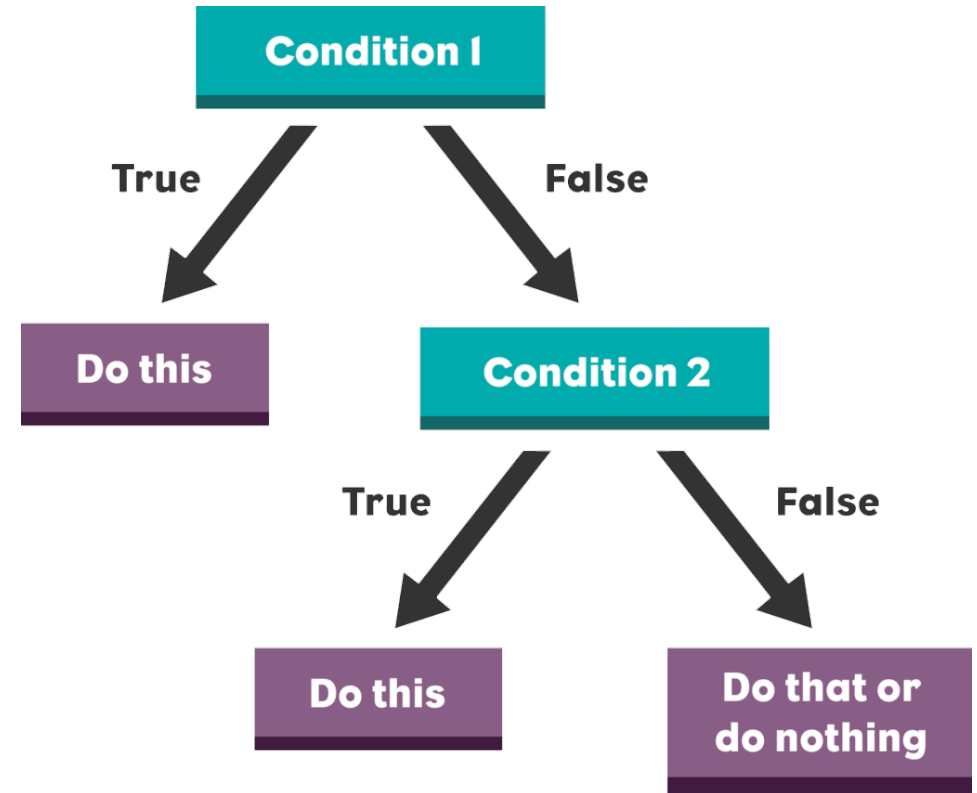 Condition 1
True
False
Do this
Condition 2
True
False
Do this
Do that or
do nothing